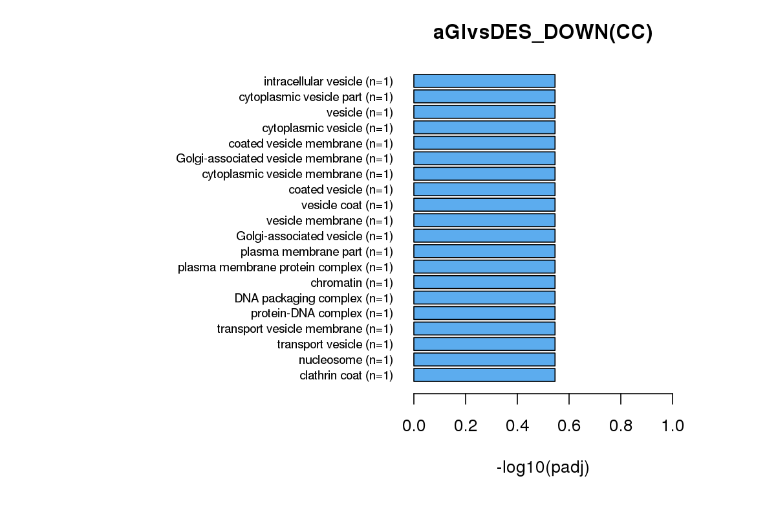 aGIvsDES_DOWN(CC)
intracellular vesicle (n=1)
cytoplasmic vesicle part (n=1)
vesicle (n=1)
cytoplasmic vesicle (n=1)
coated vesicle membrane (n=1)
Golgi-associated vesicle membrane (n=1)
cytoplasmic vesicle membrane (n=1)
coated vesicle (n=1)
vesicle coat (n=1)
vesicle membrane (n=1)
Golgi-associated vesicle (n=1)
plasma membrane part (n=1)
plasma membrane protein complex (n=1)
chromatin (n=1)
DNA packaging complex (n=1)
protein-DNA complex (n=1)
transport vesicle membrane (n=1)
transport vesicle (n=1)
nucleosome (n=1)
clathrin coat (n=1)
0.0 0.2 0.4 0.6 0.8 1.0
-log10(padj)